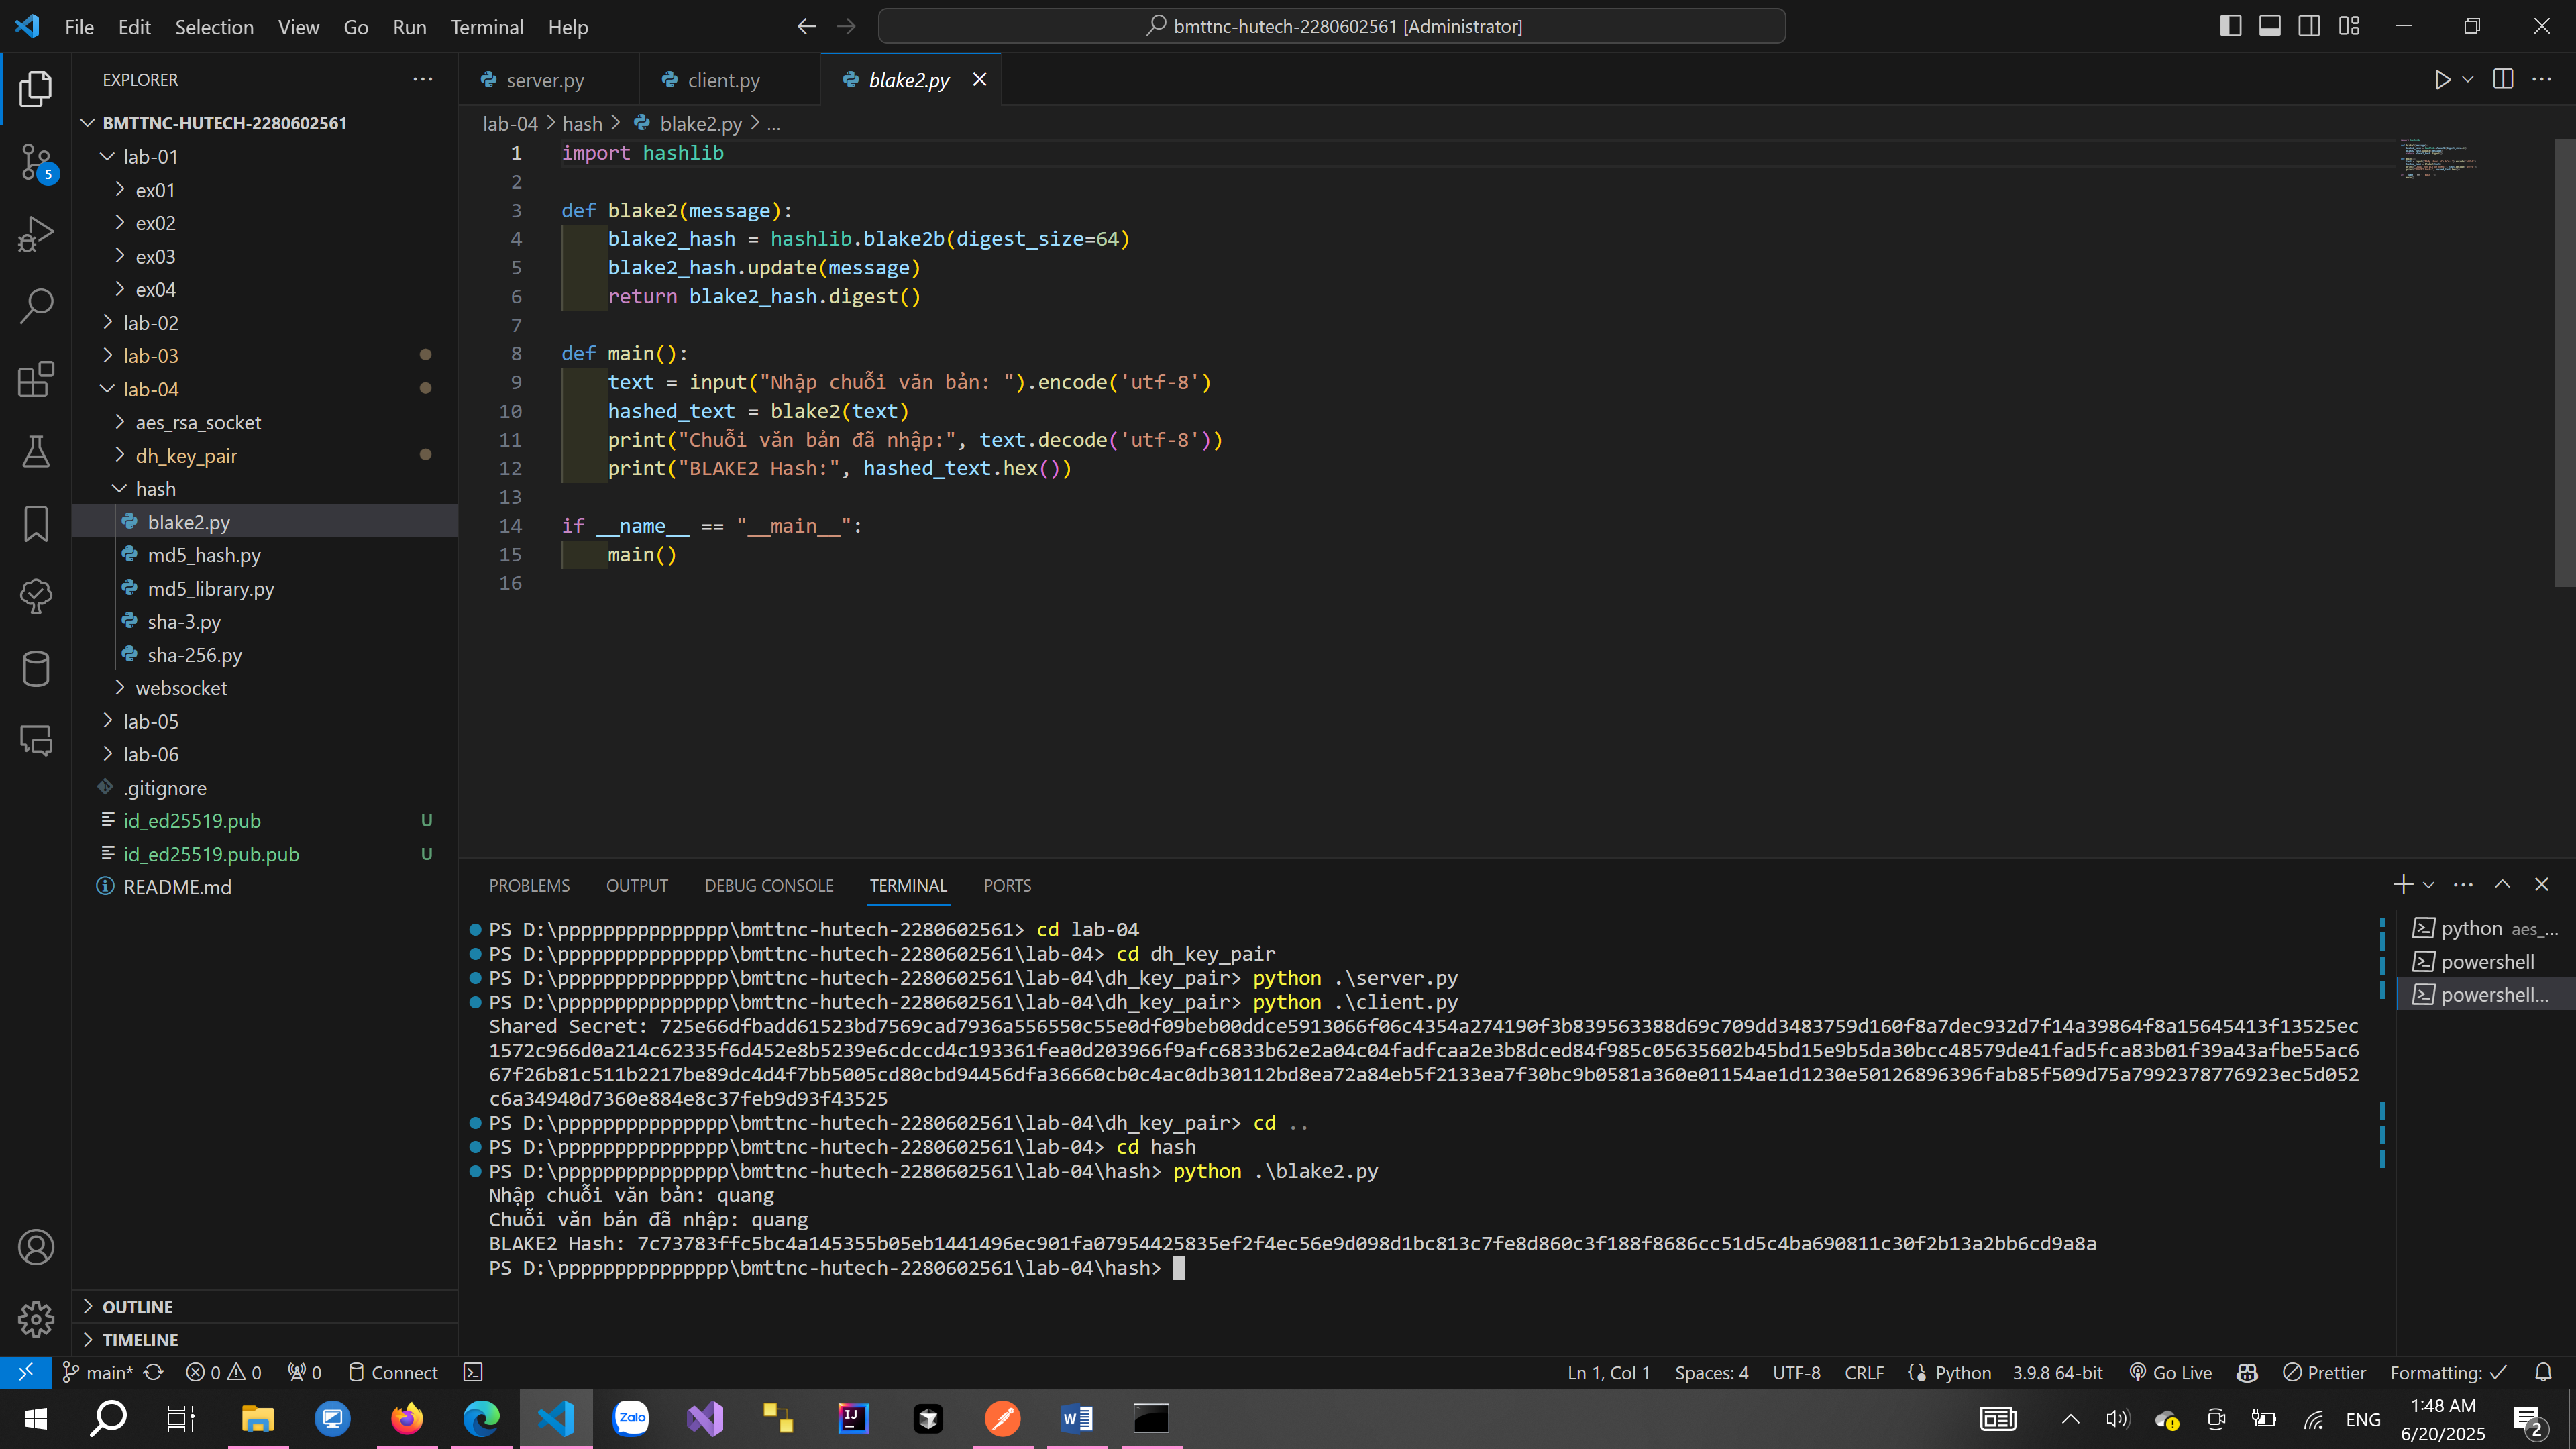 File Edit Selection View Go Run Terminal Help
bmttnc-hutech-2280602561 [Administrator]
EXPLORER
BMTTNC-HUTECH-2280602561
lab-01
ex01
ex02
ex03
ex04
lab-02
lab-03
lab-04
aes_rsa_socket
dh_key_pair
hash
blake2.py
md5_hash.py
md5_library.py
sha-3.py
sha-256.py
websocket
lab-05
lab-06
.gitignore
id_ed25519.pub U
id_ed25519.pub.pub U
README.md
OUTLINE
TIMELINE
5
server.py client.py blake2.py
lab-04 > hash > blake2.py > ...
1 import hashlib
2
3 def blake2(message):
4 blake2_hash = hashlib.blake2b(digest_size=64)
5 blake2_hash.update(message)
6 return blake2_hash.digest()
7
8 def main():
9 text = input("Nhập chuỗi văn bản: ").encode('utf-8')
10 hashed_text = blake2(text)
11 print("Chuỗi văn bản đã nhập:", text.decode('utf-8'))
12 print("BLAKE2 Hash:", hashed_text.hex())
13
14 if __name__ == "__main__":
15 main()
16
PROBLEMS OUTPUT DEBUG CONSOLE TERMINAL PORTS
PS D:\ppppppppppppppp\bmttnc-hutech-2280602561> cd lab-04
PS D:\ppppppppppppppp\bmttnc-hutech-2280602561\lab-04> cd dh_key_pair
PS D:\ppppppppppppppp\bmttnc-hutech-2280602561\lab-04\dh_key_pair> python .\server.py
PS D:\ppppppppppppppp\bmttnc-hutech-2280602561\lab-04\dh_key_pair> python .\client.py
Shared Secret: 725e66dfbadd61523bd7569cad7936a556550c55e0df09beb00ddce5913066f06c4354a274190f3b839563388d69c709dd3483759d160f8a7dec932d7f14a39864f8a15645413f13525ec
1572c966d0a214c62335f6d452e8b5239e6cdccd4c193361fea0d203966f9afc6833b62e2a04c04fadfcaa2e3b8dced84f985c05635602b45bd15e9b5da30bcc48579de41fad5fca83b01f39a43afbe55ac6
67f26b81c511b2217be89dc4d4f7bb5005cd80cbd94456dfa36660cb0c4ac0db30112bd8ea72a84eb5f2133ea7f30bc9b0581a360e01154ae1d1230e50126896396fab85f509d75a7992378776923ec5d052
c6a34940d7360e884e8c37feb9d93f43525
PS D:\ppppppppppppppp\bmttnc-hutech-2280602561\lab-04\dh_key_pair> cd ..
PS D:\ppppppppppppppp\bmttnc-hutech-2280602561\lab-04> cd hash
PS D:\ppppppppppppppp\bmttnc-hutech-2280602561\lab-04\hash> python .\blake2.py
Nhập chuỗi văn bản: quang
Chuỗi văn bản đã nhập: quang
BLAKE2 Hash: 7c73783ffc5bc4a145355b05eb1441496ec901fa07954425835ef2f4ec56e9d098d1bc813c7fe8d860c3f188f8686cc51d5c4ba690811c30f2b13a2bb6cd9a8a
PS D:\ppppppppppppppp\bmttnc-hutech-2280602561\lab-04\hash>
python aes_...
powershell
powershell...
main* 0 0 0 Connect
Ln 1, Col 1 Spaces: 4 UTF-8 CRLF Python 3.9.8 64-bit Go Live Prettier Formatting:
Zalo
IJ
ENG
1:48 AM
6/20/2025
2